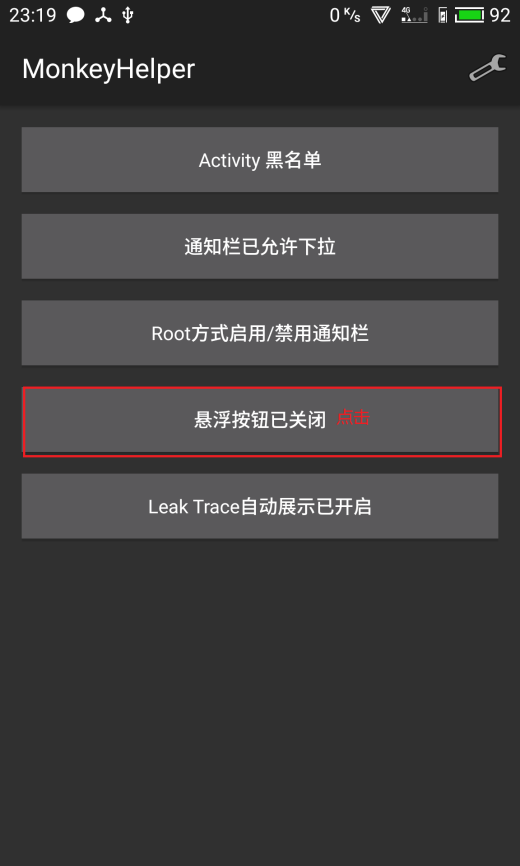 23:19 0 K/s 4G 92
MonkeyHelper
Activity 黑名单
通知栏已允许下拉
Root方式启用/禁用通知栏
悬浮按钮已关闭 点击
Leak Trace自动展示已开启